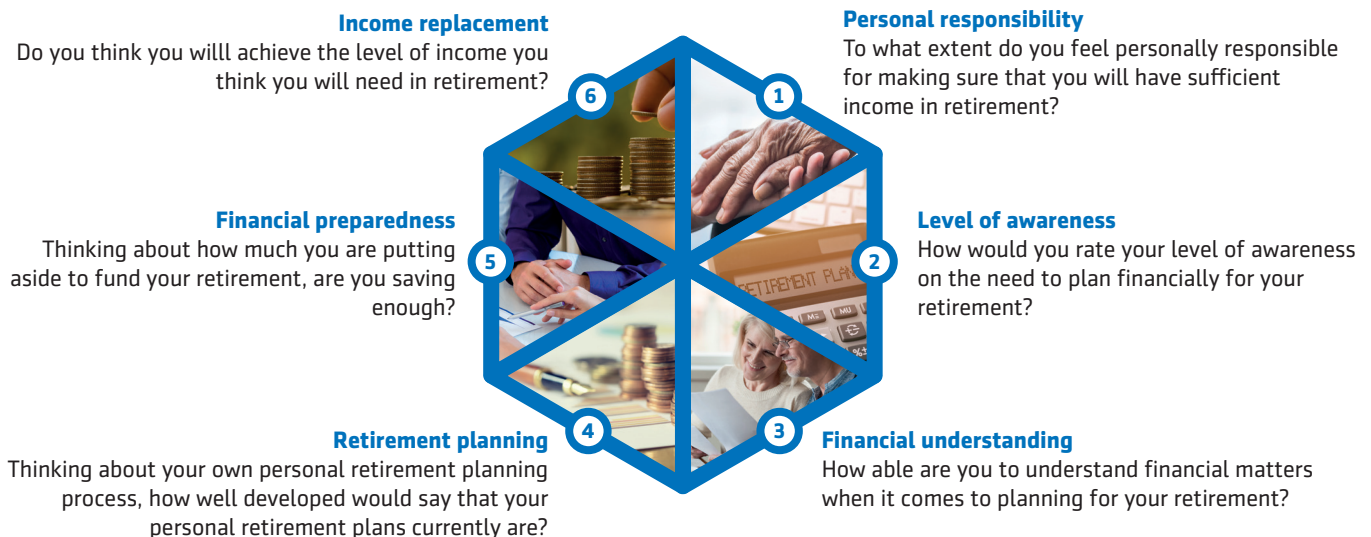 Personal responsibility
To what extent do you feel personally responsible
for making sure that you will have sufficient
income in retirement?
1
Level of awareness
How would you rate your level of awareness
on the need to plan financially for your
retirement?
2
RETIREMENT PLAN
MU
%±
Financial understanding
How able are you to understand financial matters
when it comes to planning for your retirement?
3
Retirement planning
Thinking about your own personal retirement planning
process, how well developed would say that your
personal retirement plans currently are?
4
Financial preparedness
Thinking about how much you are putting
aside to fund your retirement, are you saving
enough?
5
Income replacement
Do you think you willl achieve the level of income you
think you will need in retirement?
6